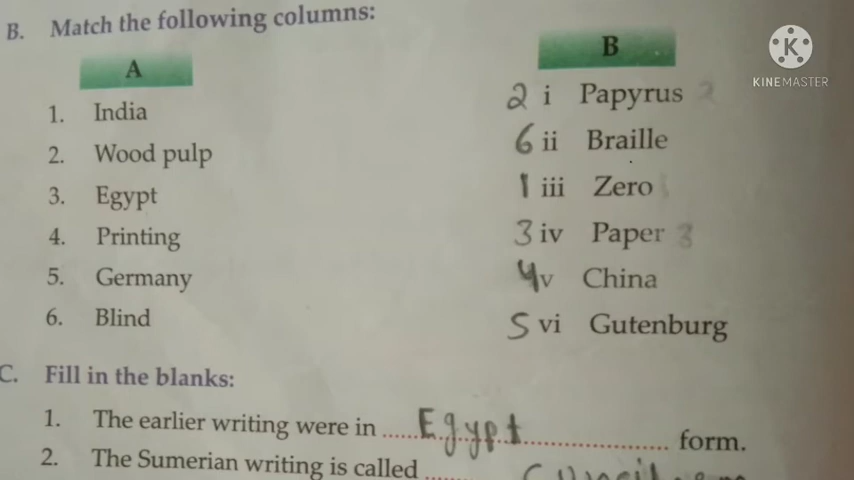 B. Match the following columns:
A
B
1. India
2 i Papyrus 2
2. Wood pulp
6 ii Braille
3. Egypt
1 iii Zero
4. Printing
3 iv Paper 3
5. Germany
4 v China
6. Blind
5 vi Gutenburg
C. Fill in the blanks:
1. The earlier writing were in ...... Egypt ...... form.
2. The Sumerian writing is called ......
KINEMASTER